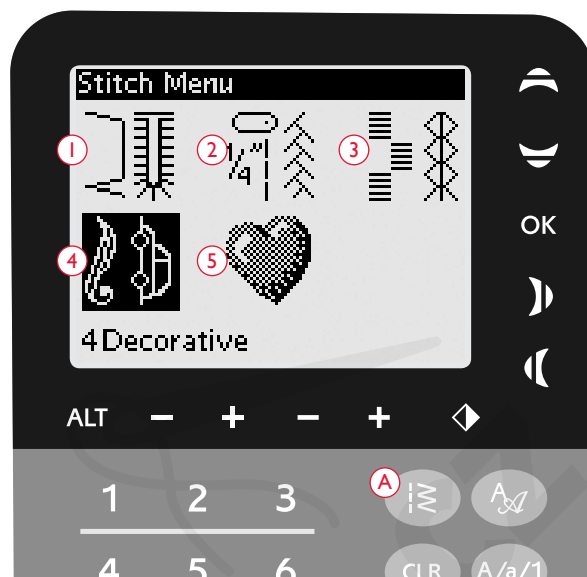 Stitch Menu
1
2
1/4"
3
4
5
4 Decorative
OK
ALT − + − +
A
1 2 3
4 5 6
CLR A/a/1